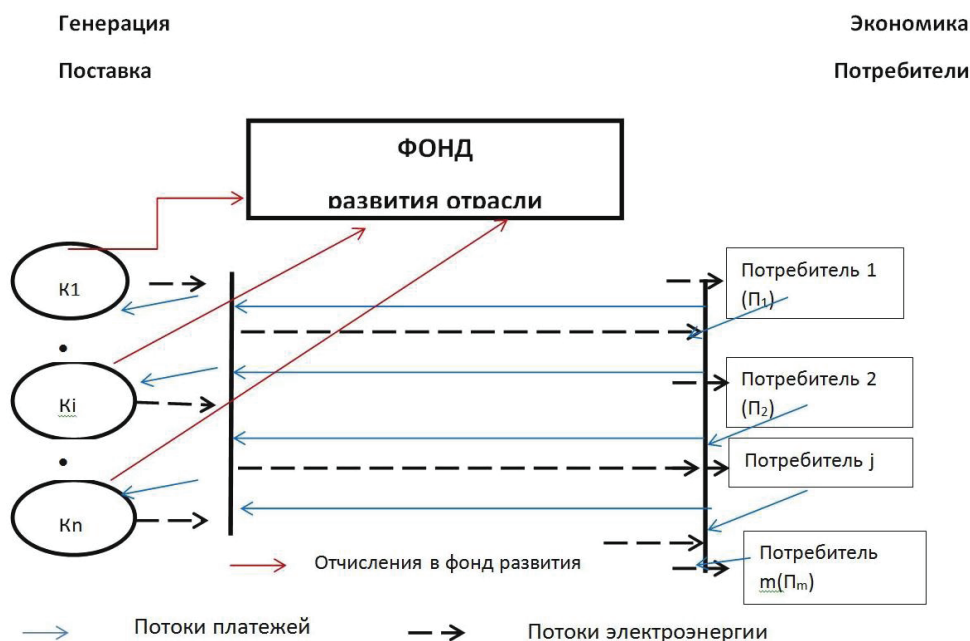 Генерация
Экономика
Поставка
Потребители
ФОНД
развития отрасли
К1
Потребитель 1
(П₁)
Кi
Потребитель 2
(П₂)
Потребитель j
Кn
Потребитель
m(Пₘ)
Отчисления в фонд развития
Потоки платежей
Потоки электроэнергии